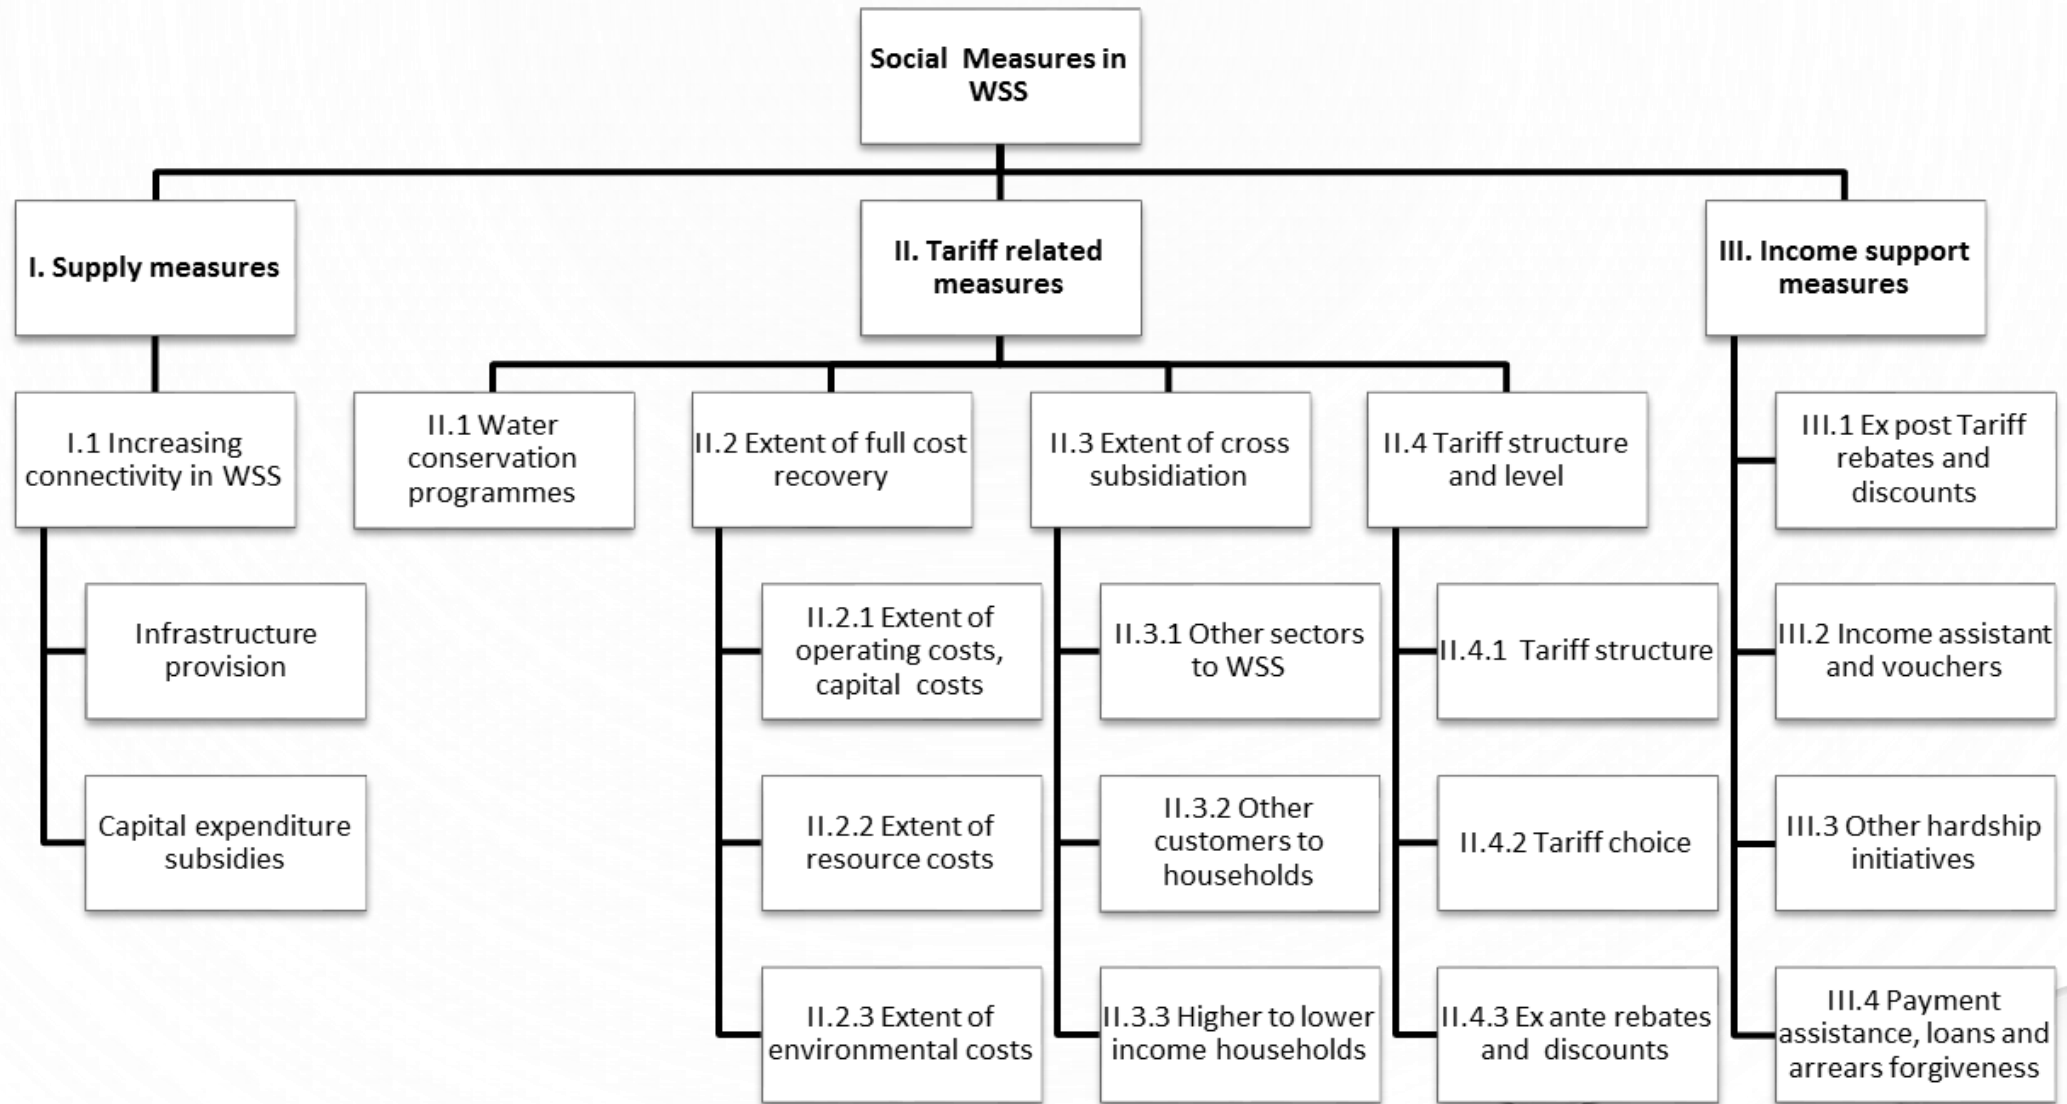 Social Measures in
WSS
I. Supply measures
II. Tariff related
measures
III. Income support
measures
I.1 Increasing
connectivity in WSS
II.1 Water
conservation
programmes
II.2 Extent of full cost
recovery
II.3 Extent of cross
subsidiation
II.4 Tariff structure
and level
III.1 Ex post Tariff
rebates and
discounts
Infrastructure
provision
II.2.1 Extent of
operating costs,
capital costs
II.3.1 Other sectors
to WSS
II.4.1 Tariff structure
III.2 Income assistant
and vouchers
Capital expenditure
subsidies
II.2.2 Extent of
resource costs
II.3.2 Other
customers to
households
II.4.2 Tariff choice
III.3 Other hardship
initiatives
II.2.3 Extent of
environmental costs
II.3.3 Higher to lower
income households
II.4.3 Ex ante rebates
and discounts
III.4 Payment
assistance, loans and
arrears forgiveness